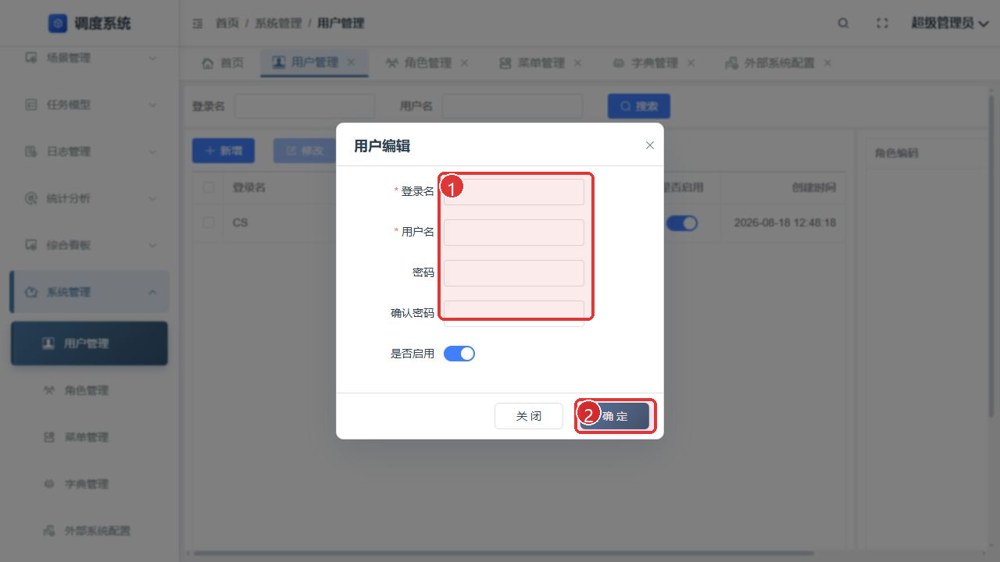 调度系统
首页 / 系统管理 / 用户管理
超级管理员
场景管理
任务模型
日志管理
统计分析
综合看板
系统管理
用户管理
角色管理
菜单管理
字典管理
外部系统配置
首页
用户管理
角色管理
菜单管理
字典管理
外部系统配置
登录名
用户名
搜索
新增
修改
角色编码
登录名
是否启用
创建时间
CS
2026-08-18 12:48:18
用户编辑
* 登录名
1
* 用户名
密码
确认密码
是否启用
关 闭
2
确 定